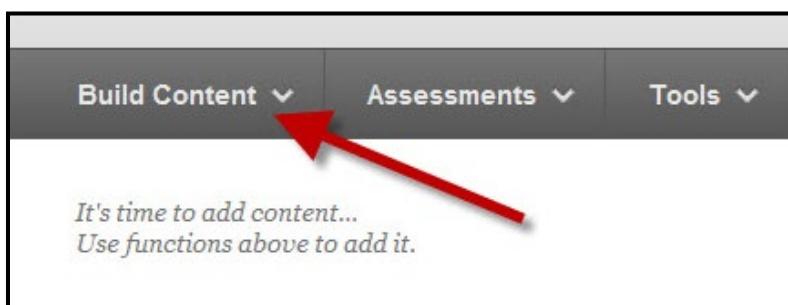 Build Content Assessments Tools
It's time to add content...
Use functions above to add it.